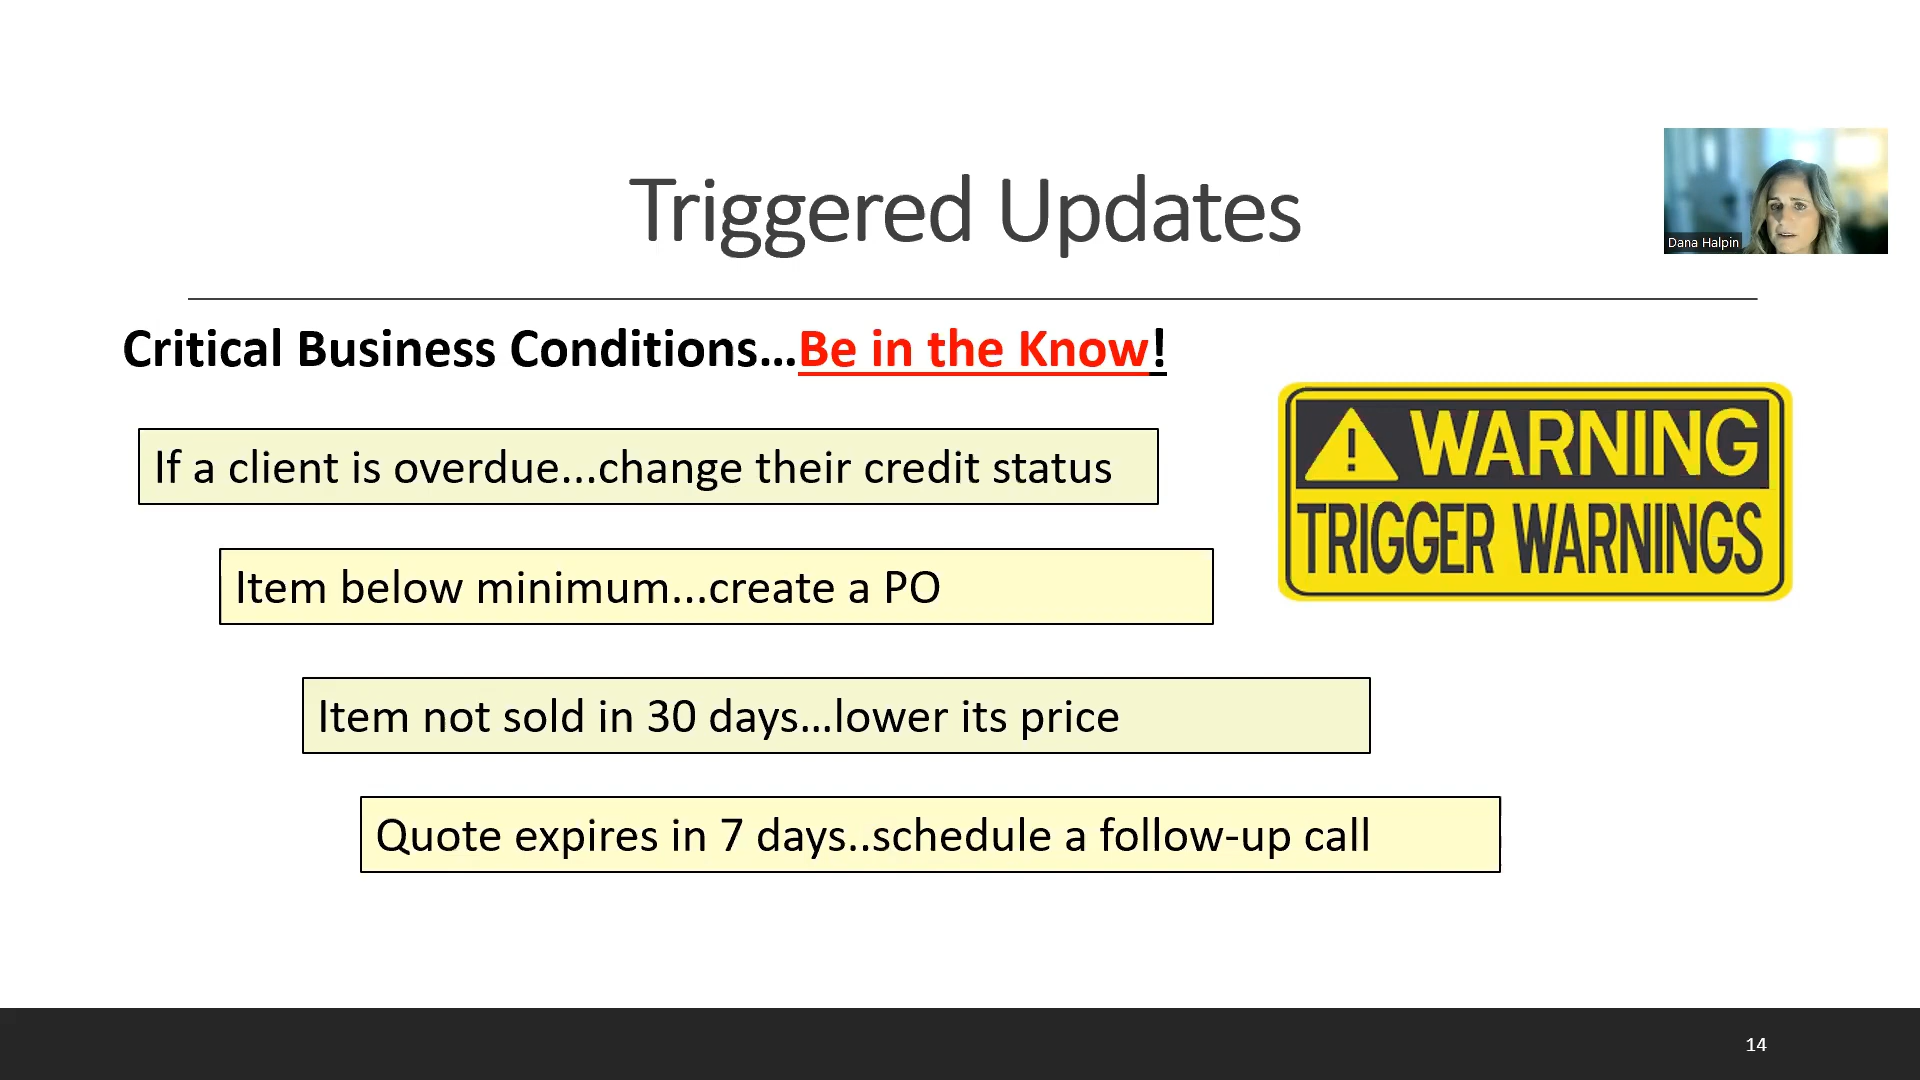 Triggered Updates
Dana Halpin
Critical Business Conditions...Be in the Know!
If a client is overdue...change their credit status
WARNING
TRIGGER WARNINGS
Item below minimum...create a PO
Item not sold in 30 days...lower its price
Quote expires in 7 days..schedule a follow-up call
14